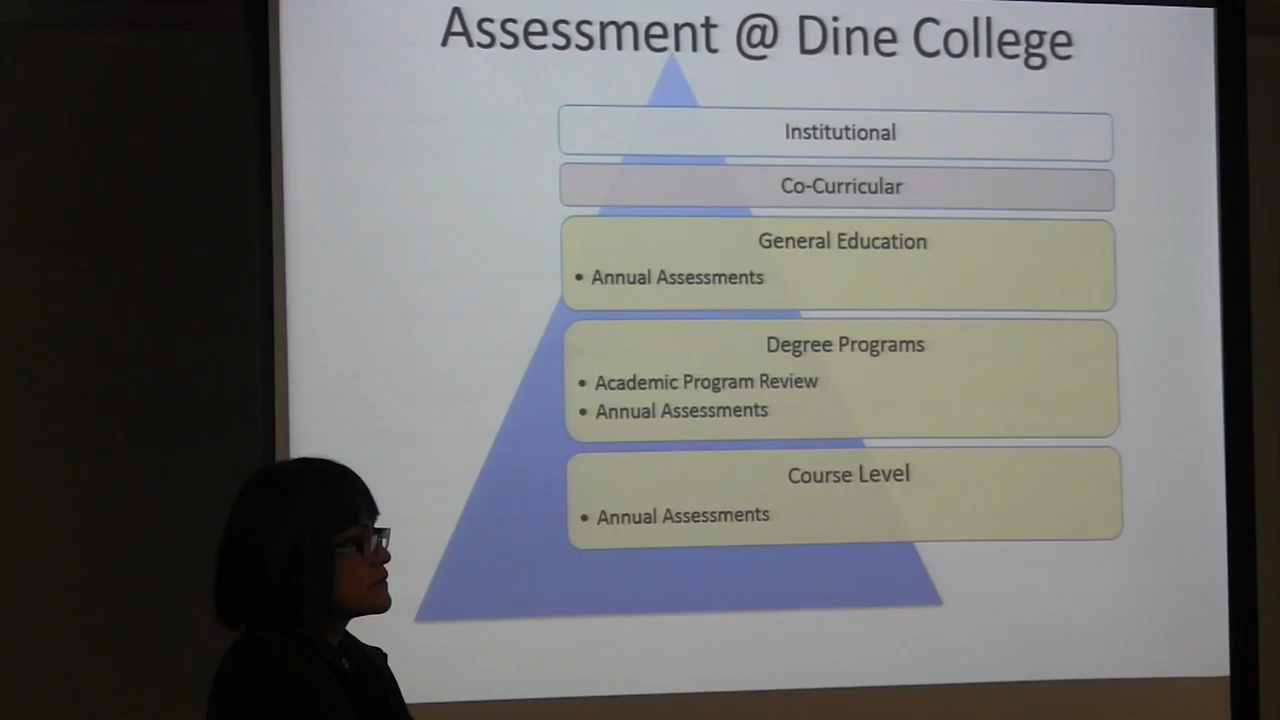 Assessment @ Dine College
Institutional
Co-Curricular
General Education
• Annual Assessments
Degree Programs
• Academic Program Review
• Annual Assessments
Course Level
• Annual Assessments